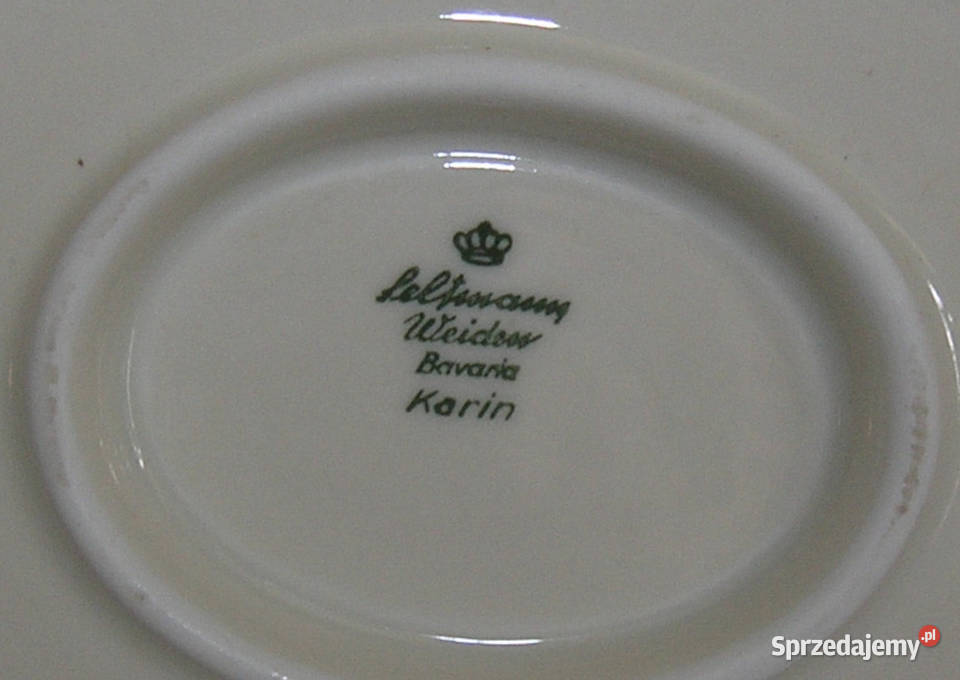 Seltmann
Weiden
Bavaria
Karin
Sprzedajemy.pl